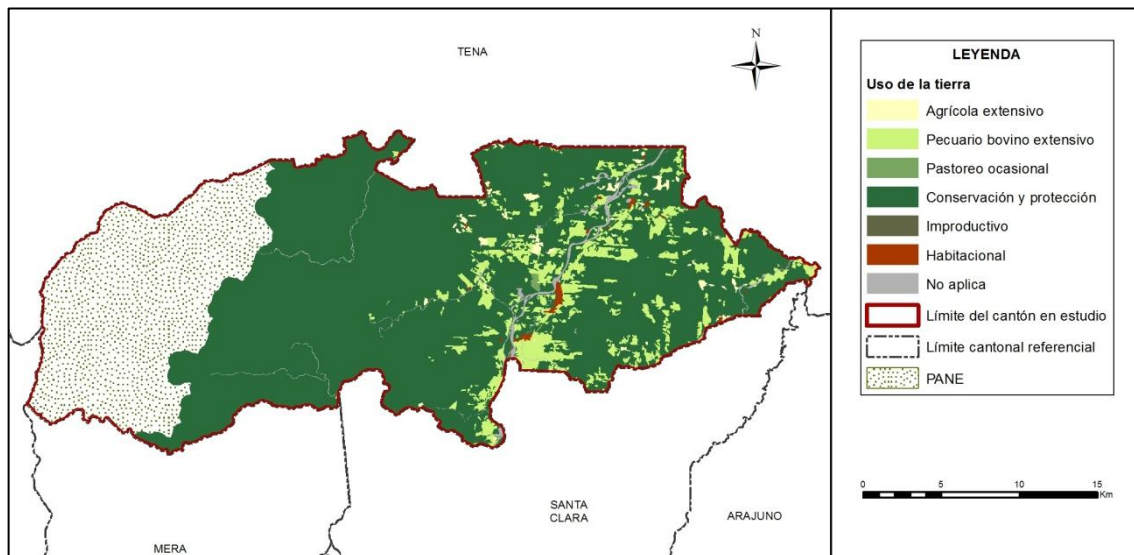 TENA
N
MERA
SANTA
CLARA
ARAJUNO
LEYENDA
Uso de la tierra
Agrícola extensivo
Pecuario bovino extensivo
Pastoreo ocasional
Conservación y protección
Improductivo
Habitacional
No aplica
Límite del cantón en estudio
Límite cantonal referencial
PANE
0 5 10 15
Km